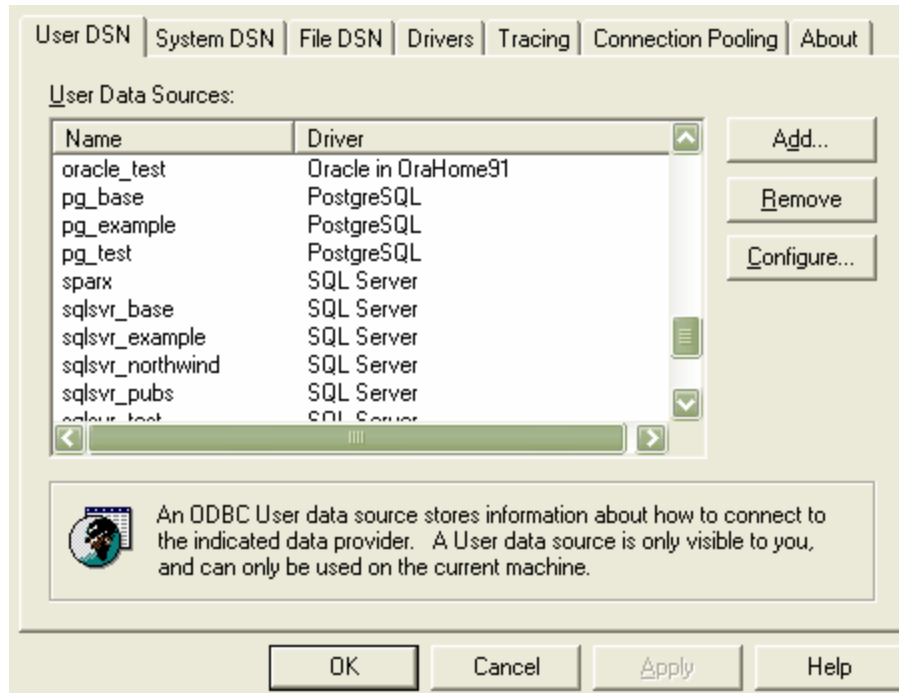 User DSN System DSN File DSN Drivers Tracing Connection Pooling About
User Data Sources:
Name Driver
oracle_test Oracle in OraHome91
pg_base PostgreSQL
pg_example PostgreSQL
pg_test PostgreSQL
sparx SQL Server
sqlsvr_base SQL Server
sqlsvr_example SQL Server
sqlsvr_northwind SQL Server
sqlsvr_pubs SQL Server
Add...
Remove
Configure...
An ODBC User data source stores information about how to connect to
the indicated data provider. A User data source is only visible to you,
and can only be used on the current machine.
OK Cancel Apply Help